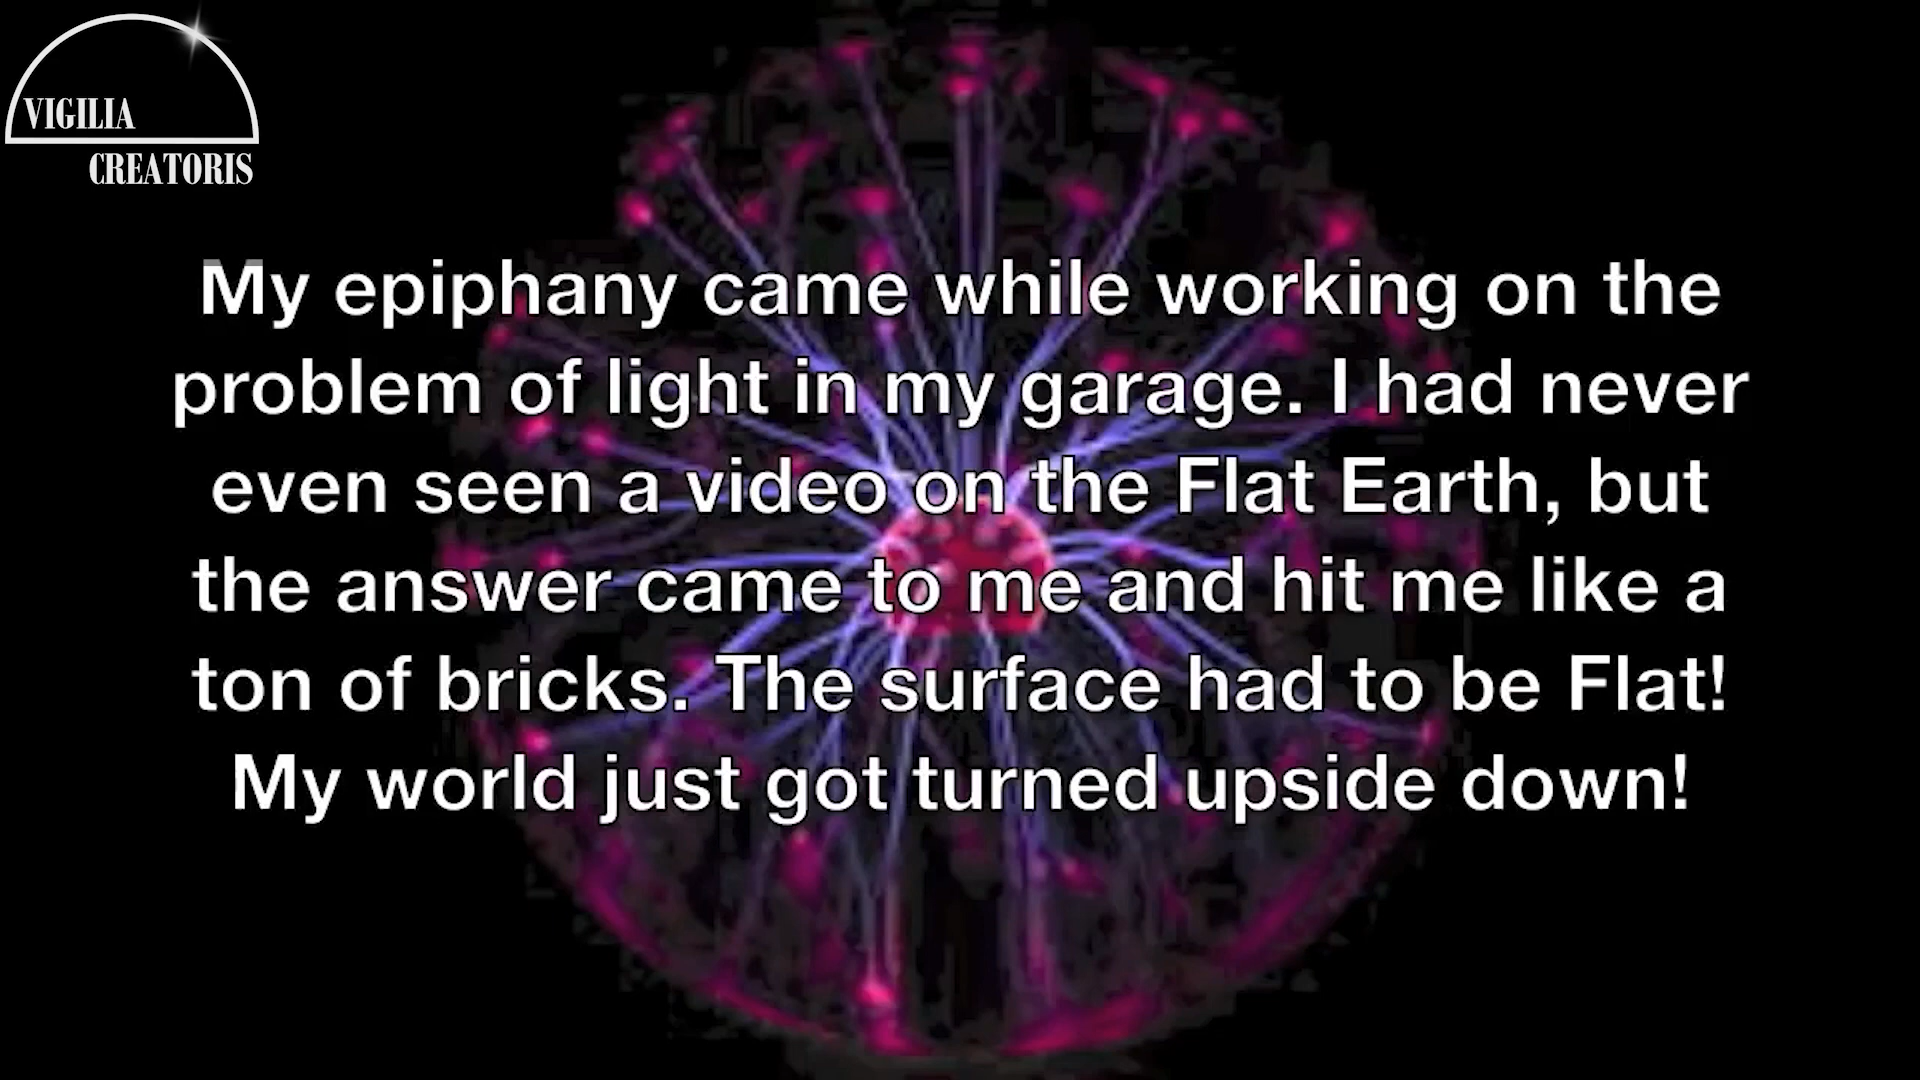 VIGILIA
CREATORIS
My epiphany came while working on the
problem of light in my garage. I had never
even seen a video on the Flat Earth, but
the answer came to me and hit me like a
ton of bricks. The surface had to be Flat!
My world just got turned upside down!